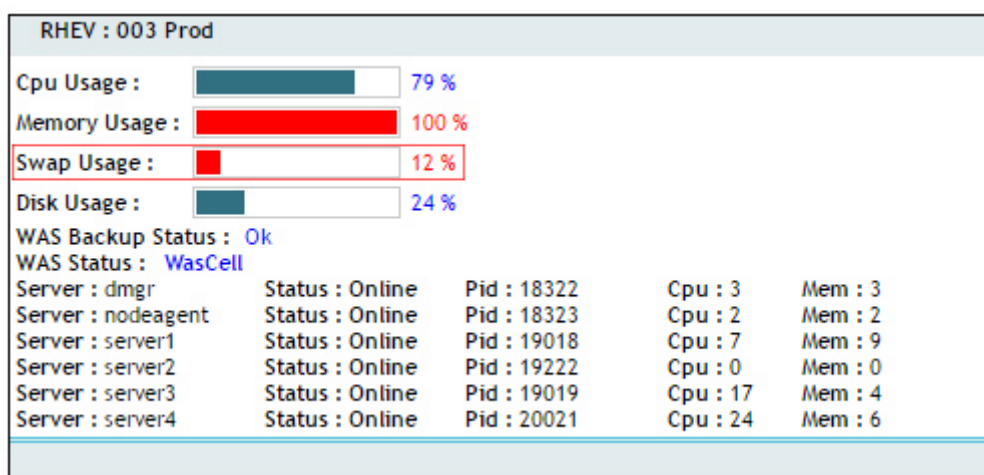 RHEV : 003 Prod
Cpu Usage : 79 %
Memory Usage : 100 %
Swap Usage : 12 %
Disk Usage : 24 %
WAS Backup Status : Ok
WAS Status : WasCell
Server : dmgr Status : Online Pid : 18322 Cpu : 3 Mem : 3
Server : nodeagent Status : Online Pid : 18323 Cpu : 2 Mem : 2
Server : server1 Status : Online Pid : 19018 Cpu : 7 Mem : 9
Server : server2 Status : Online Pid : 19222 Cpu : 0 Mem : 0
Server : server3 Status : Online Pid : 19019 Cpu : 17 Mem : 4
Server : server4 Status : Online Pid : 20021 Cpu : 24 Mem : 6